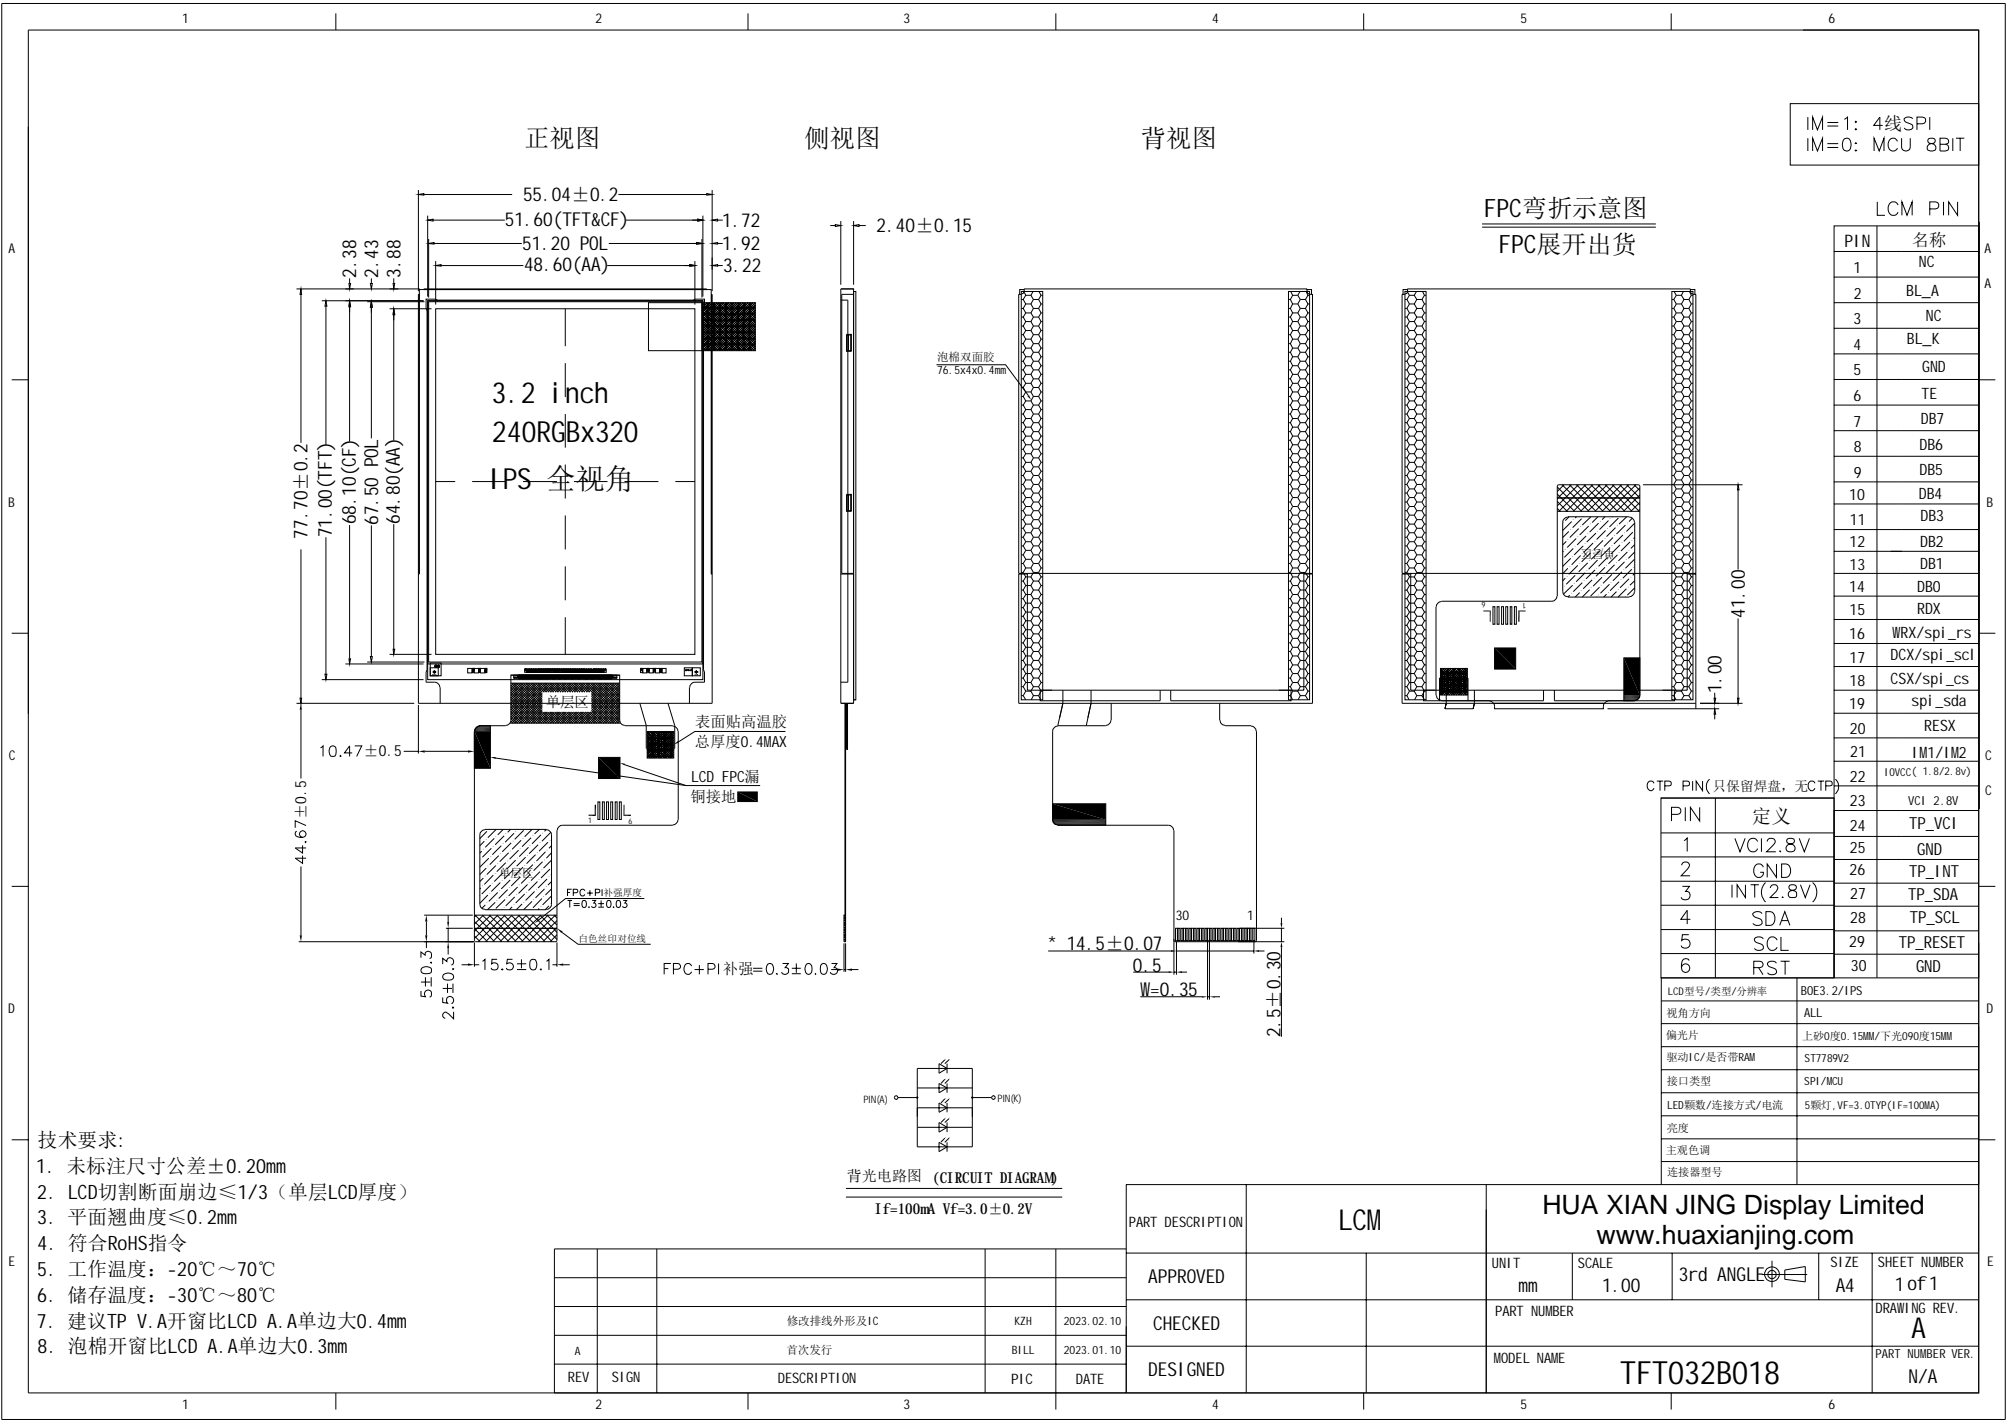 1 2 3 4 5 6
正视图 侧视图 背视图
IM=1: 4线SPI
IM=0: MCU 8BIT
FPC弯折示意图
FPC展开出货
55.04±0.2
51.60(TFT&CF) 1.72
51.20 POL 1.92
48.60(AA) 3.22
2.38
2.43
3.88
77.70±0.2
71.00(TFT)
68.10(CF)
67.50 POL
64.80(AA)
3.2 inch
240RGBx320
IPS 全视角
2.40±0.15
泡棉双面胶
76.5x4x0.4mm
单层区
10.47±0.5
44.67±0.5
表面贴高温胶
总厚度0.4MAX
LCD FPC漏
铜接地
1 6
单层区
FPC+PI补强厚度
T=0.3±0.03
白色丝印对位线
5±0.3
2.5±0.3
15.5±0.1
FPC+PI补强=0.3±0.03
30 1
* 14.5±0.07
0.5
W=0.35
2.5±0.30
6 1
41.00
1.00
LCM PIN
PIN 名称
1 NC
2 BL_A
3 NC
4 BL_K
5 GND
6 TE
7 DB7
8 DB6
9 DB5
10 DB4
11 DB3
12 DB2
13 DB1
14 DB0
15 RDX
16 WRX/spi_rs
17 DCX/spi_scl
18 CSX/spi_cs
19 spi_sda
20 RESX
21 IM1/IM2
22 IOVCC( 1.8/2.8v)
23 VCI 2.8V
24 TP_VCI
25 GND
26 TP_INT
27 TP_SDA
28 TP_SCL
29 TP_RESET
30 GND
CTP PIN(只保留焊盘，无CTP)
PIN 定义
1 VCI2.8V
2 GND
3 INT(2.8V)
4 SDA
5 SCL
6 RST
LCD型号/类型/分辨率 BOE3.2/IPS
视角方向 ALL
偏光片 上砂0度0.15MM/下光090度15MM
驱动IC/是否带RAM ST7789V2
接口类型 SPI/MCU
LED颗数/连接方式/电流 5颗灯,VF=3.0TYP(IF=100MA)
亮度
主观色调
连接器型号
PIN(A) PIN(K)
背光电路图 (CIRCUIT DIAGRAM)
If=100mA Vf=3.0±0.2V
技术要求:
1. 未标注尺寸公差±0.20mm
2. LCD切割断面崩边≤1/3（单层LCD厚度）
3. 平面翘曲度≤0.2mm
4. 符合RoHS指令
5. 工作温度：-20℃～70℃
6. 储存温度：-30℃～80℃
7. 建议TP V.A开窗比LCD A.A单边大0.4mm
8. 泡棉开窗比LCD A.A单边大0.3mm
修改排线外形及IC KZH 2023.02.10
A 首次发行 BILL 2023.01.10
REV SIGN DESCRIPTION PIC DATE
PART DESCRIPTION LCM
APPROVED
CHECKED
DESIGNED
HUA XIAN JING Display Limited
www.huaxianjing.com
UNIT mm
SCALE 1.00
3rd ANGLE
SIZE A4
SHEET NUMBER 1of1
PART NUMBER
DRAWING REV. A
MODEL NAME TFT032B018
PART NUMBER VER. N/A
A A
A
B B
C C
C
D D
E E
1 2 3 4 5 6